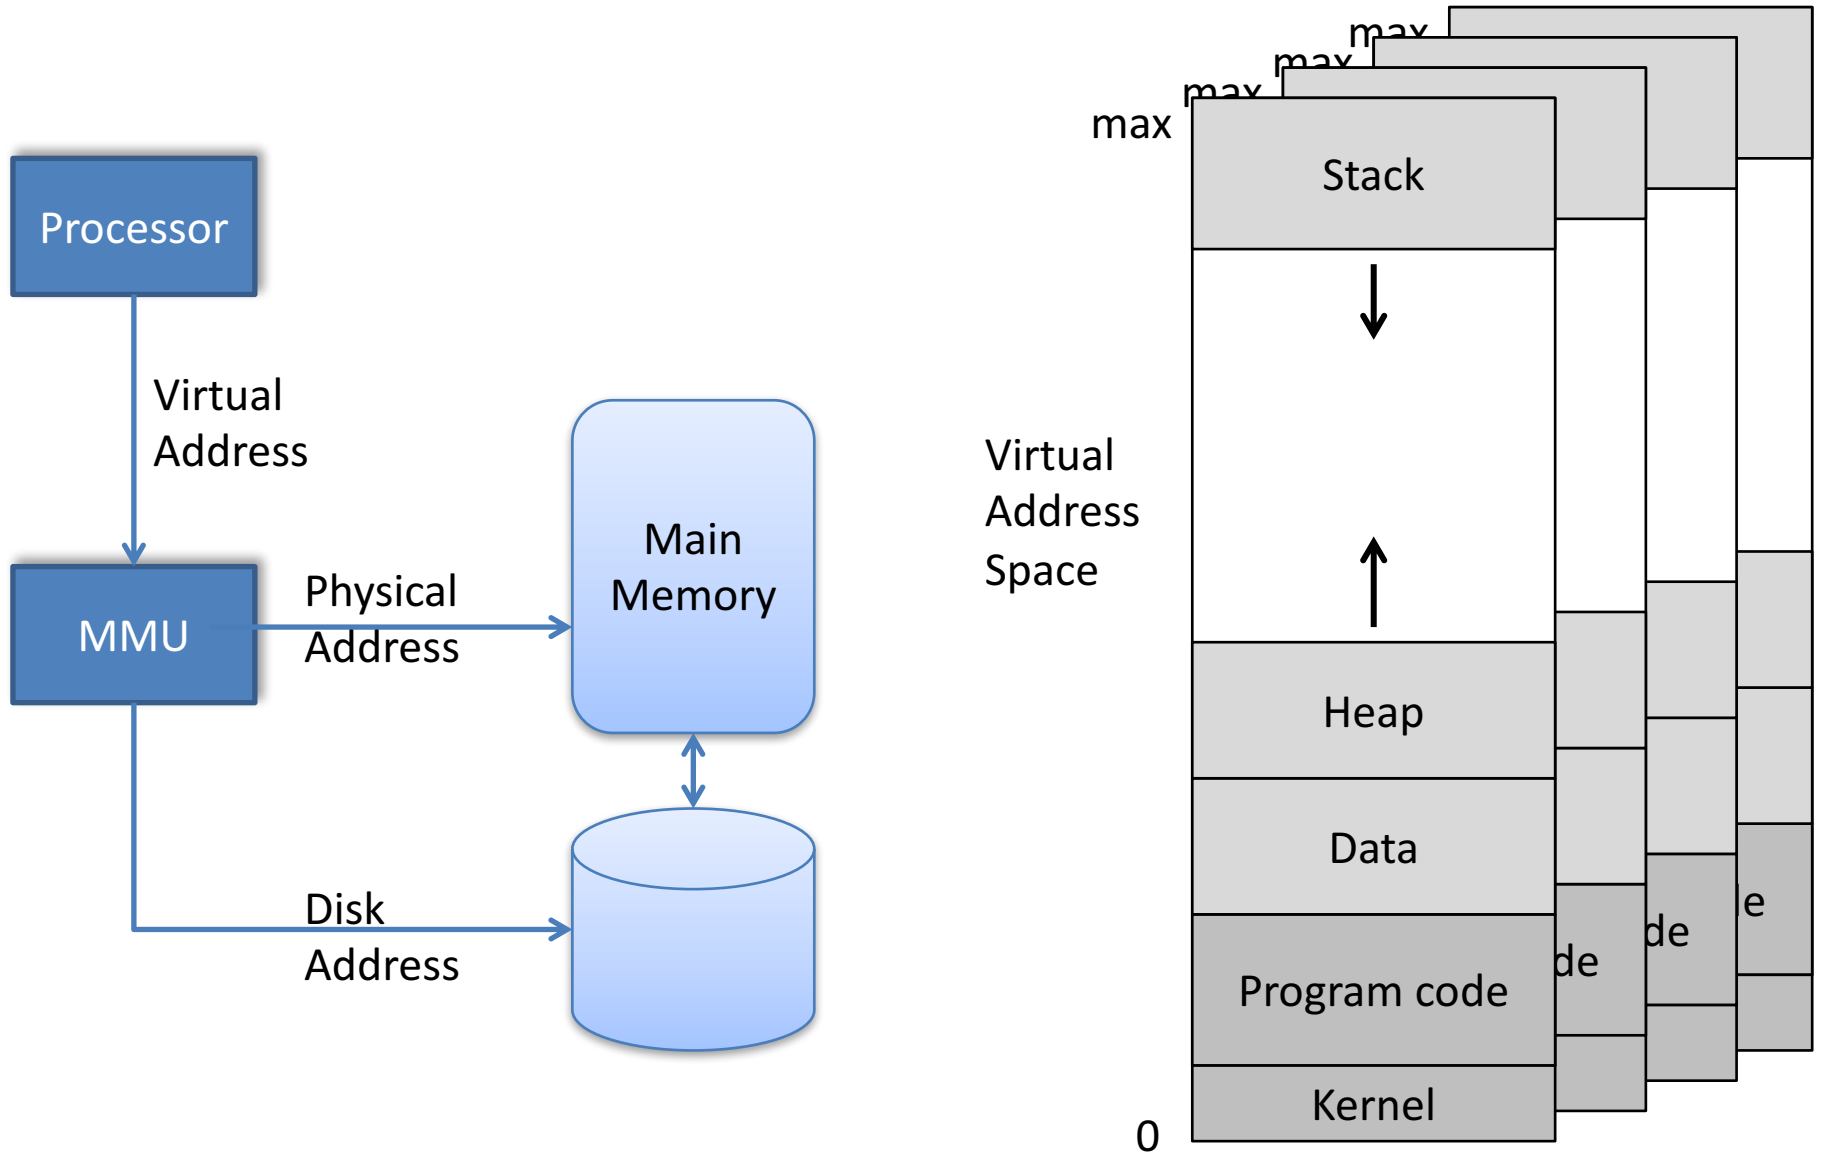 Processor
Virtual
Address
MMU
Physical
Address
Main
Memory
Disk
Address
max
max
max
max
Stack
Virtual
Address
Space
Heap
Data
Program code
de
de
le
Kernel
0